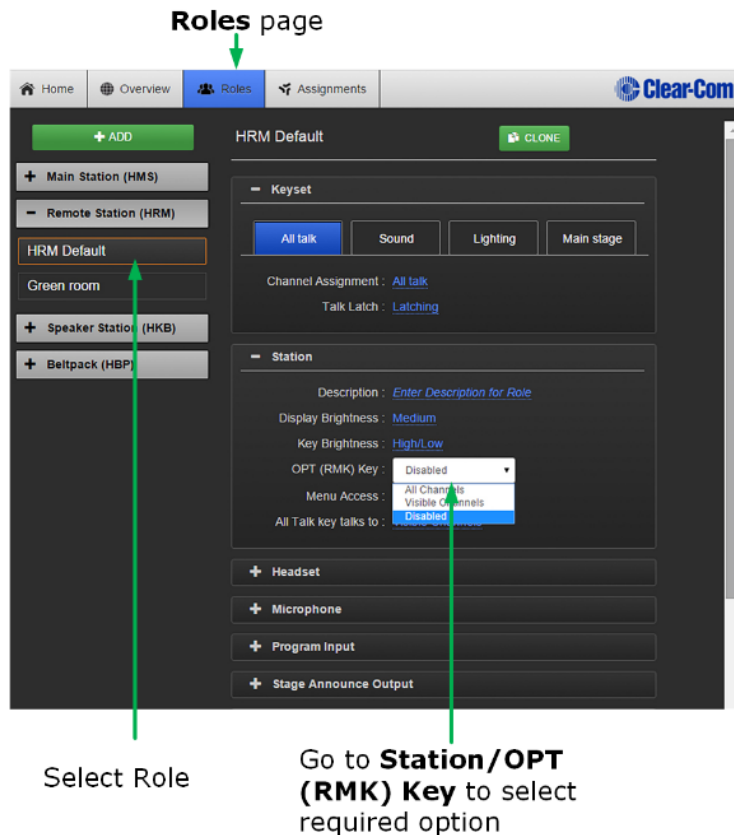 Roles page
Home
Overview
Roles
Assignments
Clear-Com
+ ADD
HRM Default
CLONE
+ Main Station (HMS)
− Remote Station (HRM)
HRM Default
Green room
+ Speaker Station (HKB)
+ Beltpack (HBP)
− Keyset
All talk
Sound
Lighting
Main stage
Channel Assignment : All talk
Talk Latch : Latching
− Station
Description : Enter Description for Role
Display Brightness : Medium
Key Brightness : High/Low
OPT (RMK) Key : Disabled
Menu Access :
All Channels
Visible Channels
Disabled
All Talk key talks to : Visible Channels
+ Headset
+ Microphone
+ Program Input
+ Stage Announce Output
Select Role
Go to Station/OPT
(RMK) Key to select
required option